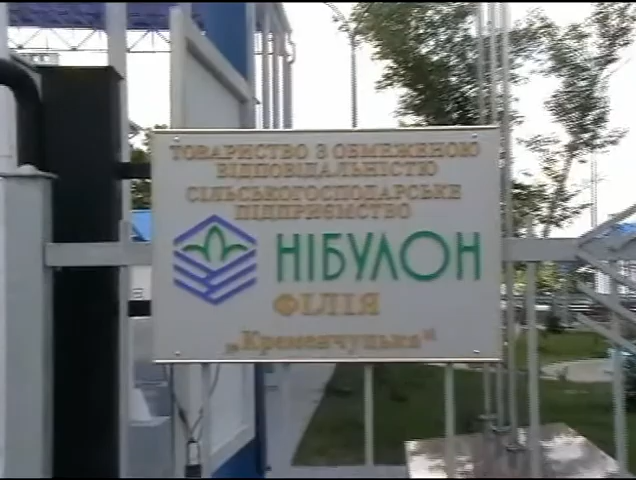 ТОВАРИСТВО З ОБМЕЖЕНОЮ
ВІДПОВІДАЛЬНІСТЮ
СІЛЬСЬКОГОСПОДАРСЬКЕ
ПІДПРИЄМСТВО
НІБУЛОН
ФІЛІЯ
„Кременчуцька“